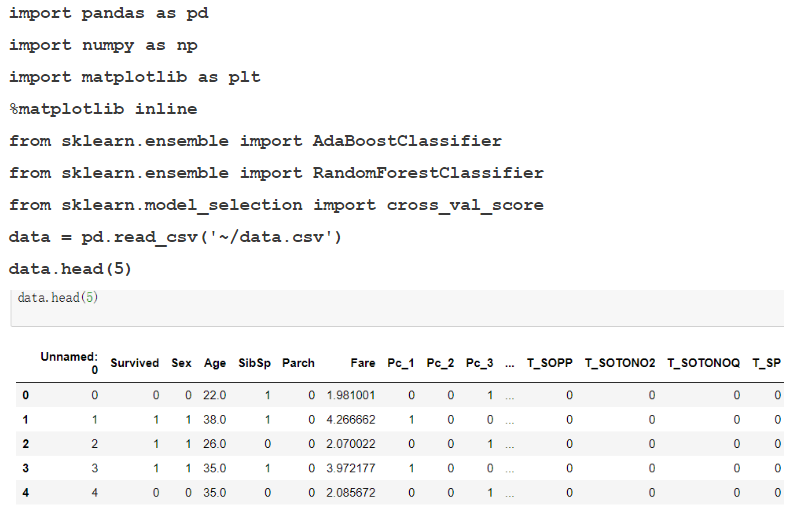 import pandas as pd
import numpy as np
import matplotlib as plt
%matplotlib inline
from sklearn.ensemble import AdaBoostClassifier
from sklearn.ensemble import RandomForestClassifier
from sklearn.model_selection import cross_val_score
data = pd.read_csv('~/data.csv')
data.head(5)
data.head(5)
Unnamed: 0 Survived Sex Age SibSp Parch Fare Pc_1 Pc_2 Pc_3 ... T_SOPP T_SOTONO2 T_SOTONOQ T_SP
0 0 0 0 22.0 1 0 1.981001 0 0 1 ... 0 0 0 0
1 1 1 1 38.0 1 0 4.266662 1 0 0 ... 0 0 0 0
2 2 1 1 26.0 0 0 2.070022 0 0 1 ... 0 0 0 0
3 3 1 1 35.0 1 0 3.972177 1 0 0 ... 0 0 0 0
4 4 0 0 35.0 0 0 2.085672 0 0 1 ... 0 0 0 0